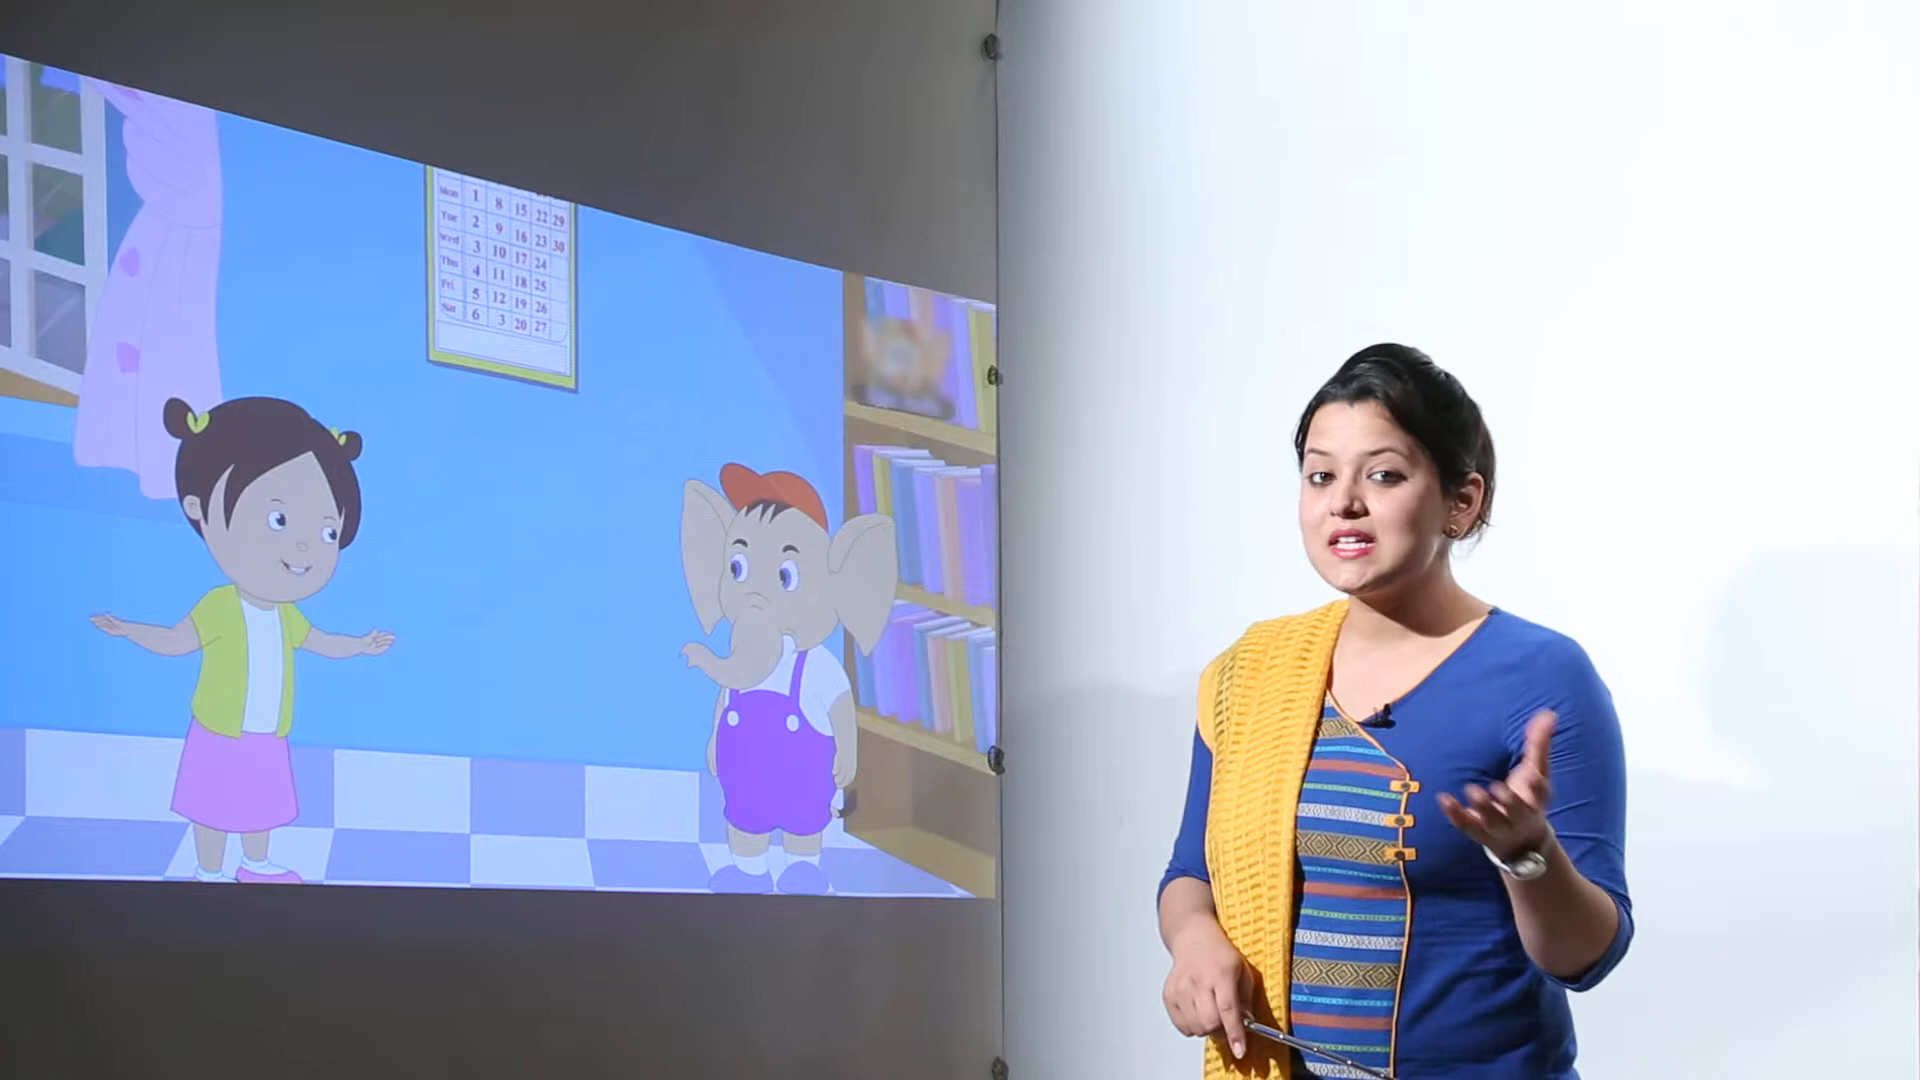 Mon 1 8 15 22 29
Tue 2 9 16 23 30
Wed 3 10 17 24
Thu 4 11 18 25
Fri 5 12 19 26
Sat 6 3 20 27